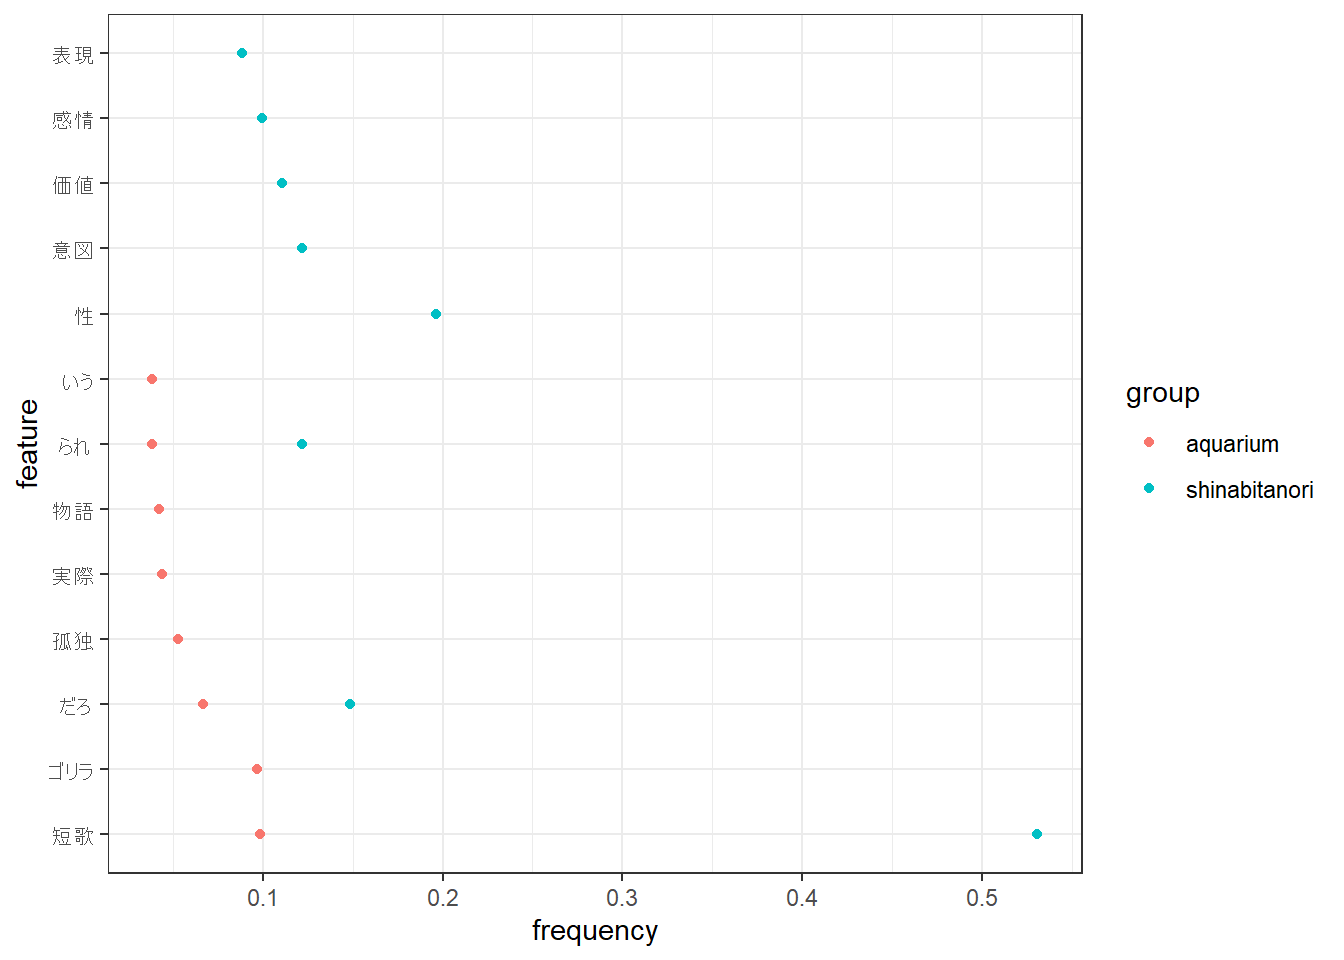 表現
感情
価値
意図
性
いう
られ
物語
実際
孤独
だろ
ゴリラ
短歌
feature
0.1 0.2 0.3 0.4 0.5
frequency
group
aquarium
shinabitanori